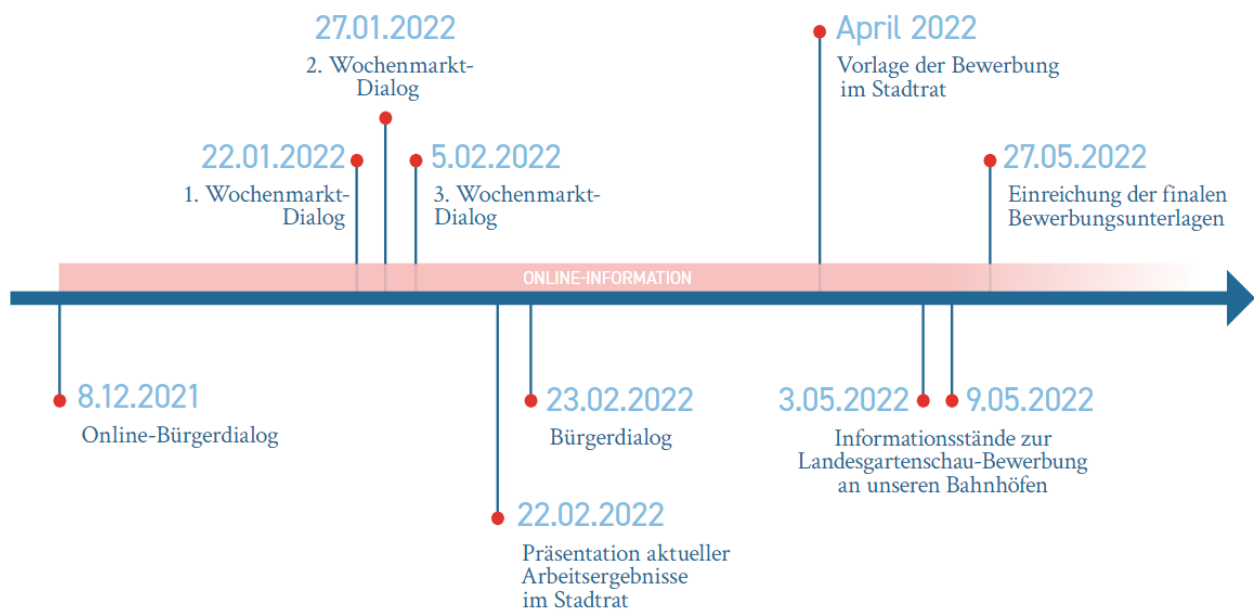 27.01.2022
2. Wochenmarkt-
Dialog
April 2022
Vorlage der Bewerbung
im Stadtrat
22.01.2022
1. Wochenmarkt-
Dialog
5.02.2022
3. Wochenmarkt-
Dialog
27.05.2022
Einreichung der finalen
Bewerbungsunterlagen
ONLINE-INFORMATION
8.12.2021
Online-Bürgerdialog
23.02.2022
Bürgerdialog
3.05.2022
9.05.2022
Informationsstände zur
Landesgartenschau-Bewerbung
an unseren Bahnhöfen
22.02.2022
Präsentation aktueller
Arbeitsergebnisse
im Stadtrat